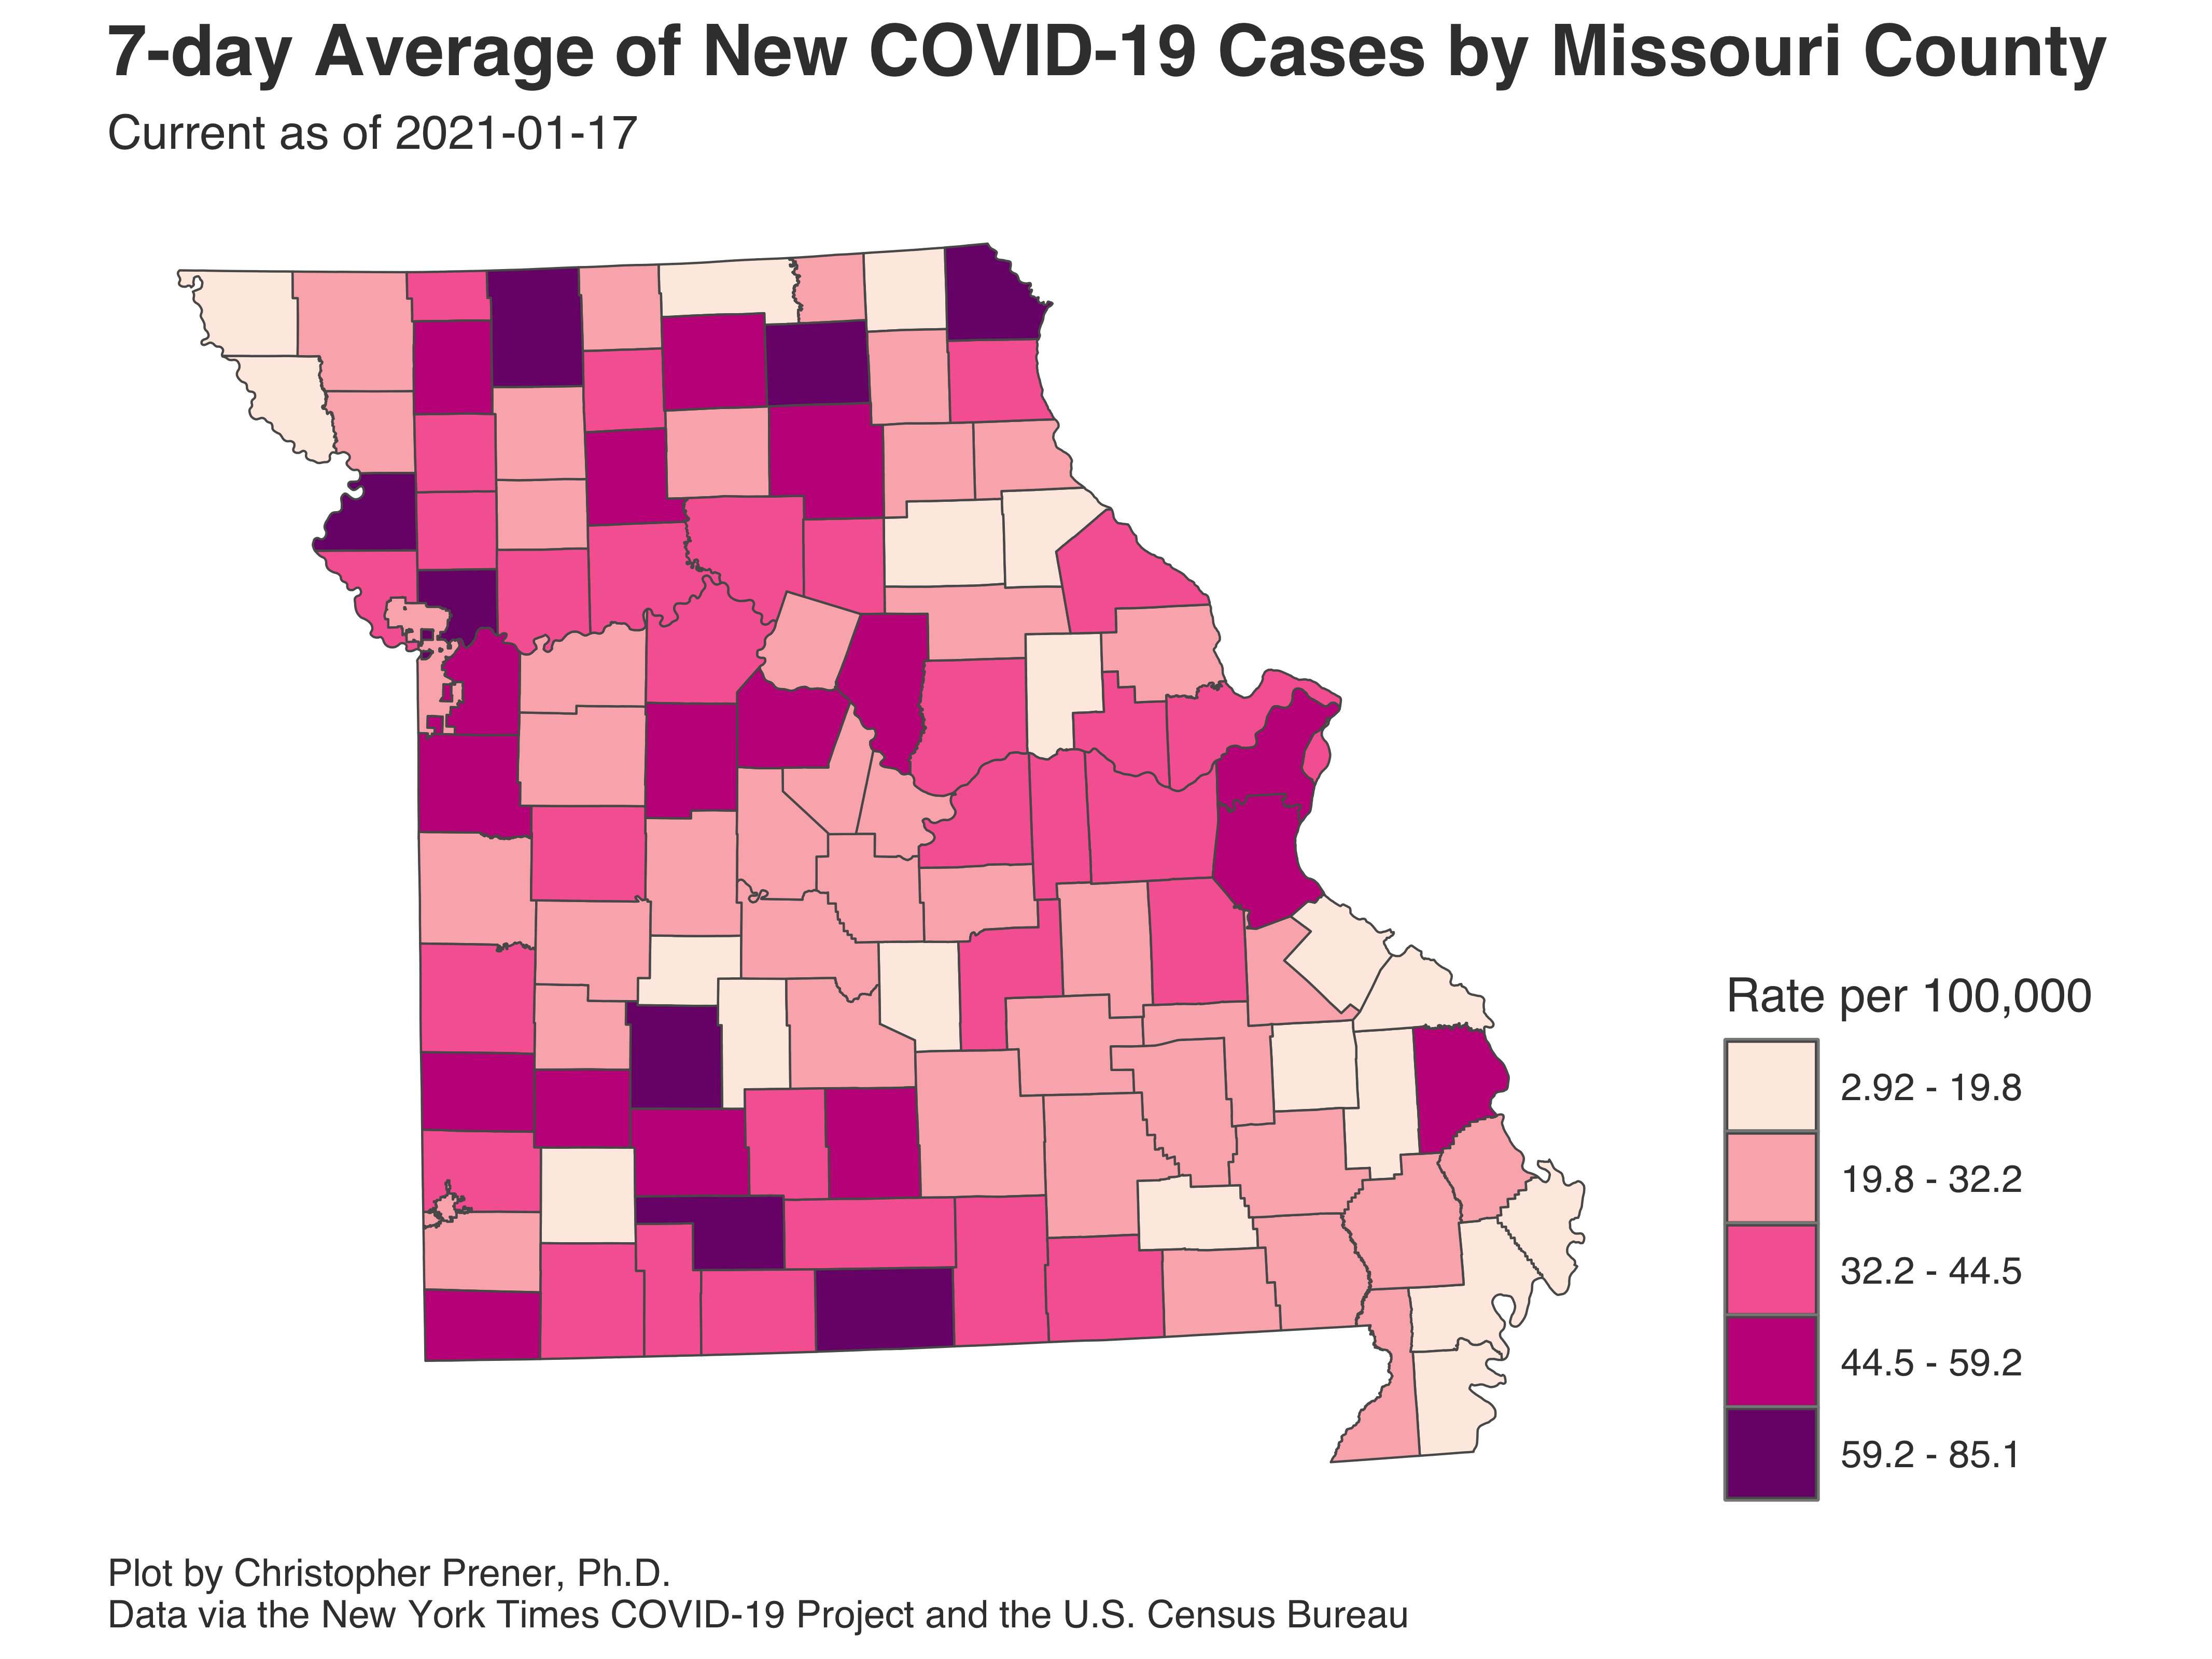 7-day Average of New COVID-19 Cases by Missouri County
Current as of 2021-01-17
Rate per 100,000
2.92 - 19.8
19.8 - 32.2
32.2 - 44.5
44.5 - 59.2
59.2 - 85.1
Plot by Christopher Prener, Ph.D.
Data via the New York Times COVID-19 Project and the U.S. Census Bureau